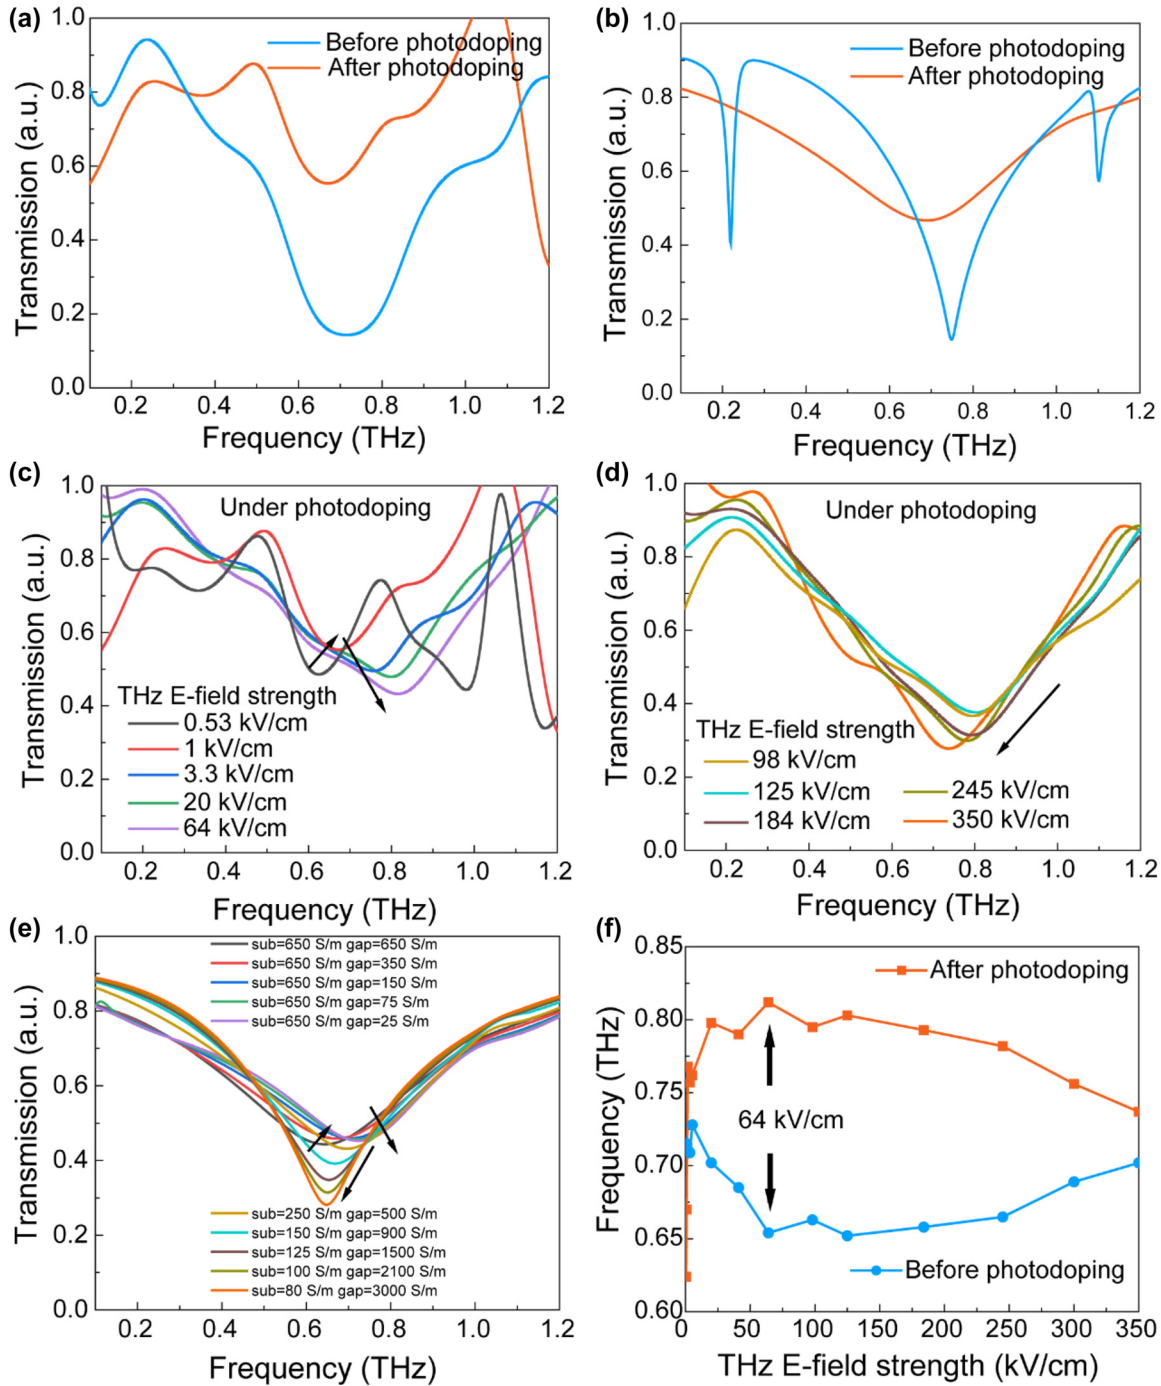 (a)
1.0
0.8
0.6
0.4
0.2
0.0
Transmission (a.u.)
Before photodoping
After photodoping
0.2 0.4 0.6 0.8 1.0 1.2
Frequency (THz)
(b)
1.0
0.8
0.6
0.4
0.2
0.0
Transmission (a.u.)
Before photodoping
After photodoping
0.2 0.4 0.6 0.8 1.0 1.2
Frequency (THz)
(c)
1.0
0.8
0.6
0.4
0.2
0.0
Transmission (a.u.)
Under photodoping
THz E-field strength
0.53 kV/cm
1 kV/cm
3.3 kV/cm
20 kV/cm
64 kV/cm
0.2 0.4 0.6 0.8 1.0 1.2
Frequency (THz)
(d)
1.0
0.8
0.6
0.4
0.2
0.0
Transmission (a.u.)
Under photodoping
THz E-field strength
98 kV/cm
125 kV/cm
184 kV/cm
245 kV/cm
350 kV/cm
0.2 0.4 0.6 0.8 1.0 1.2
Frequency (THz)
(e)
1.0
0.8
0.6
0.4
0.2
0.0
Transmission (a.u.)
sub=650 S/m gap=650 S/m
sub=650 S/m gap=350 S/m
sub=650 S/m gap=150 S/m
sub=650 S/m gap=75 S/m
sub=650 S/m gap=25 S/m
sub=250 S/m gap=500 S/m
sub=150 S/m gap=900 S/m
sub=125 S/m gap=1500 S/m
sub=100 S/m gap=2100 S/m
sub=80 S/m gap=3000 S/m
0.2 0.4 0.6 0.8 1.0 1.2
Frequency (THz)
(f)
0.85
0.80
0.75
0.70
0.65
0.60
Frequency (THz)
After photodoping
64 kV/cm
Before photodoping
0 50 100 150 200 250 300 350
THz E-field strength (kV/cm)